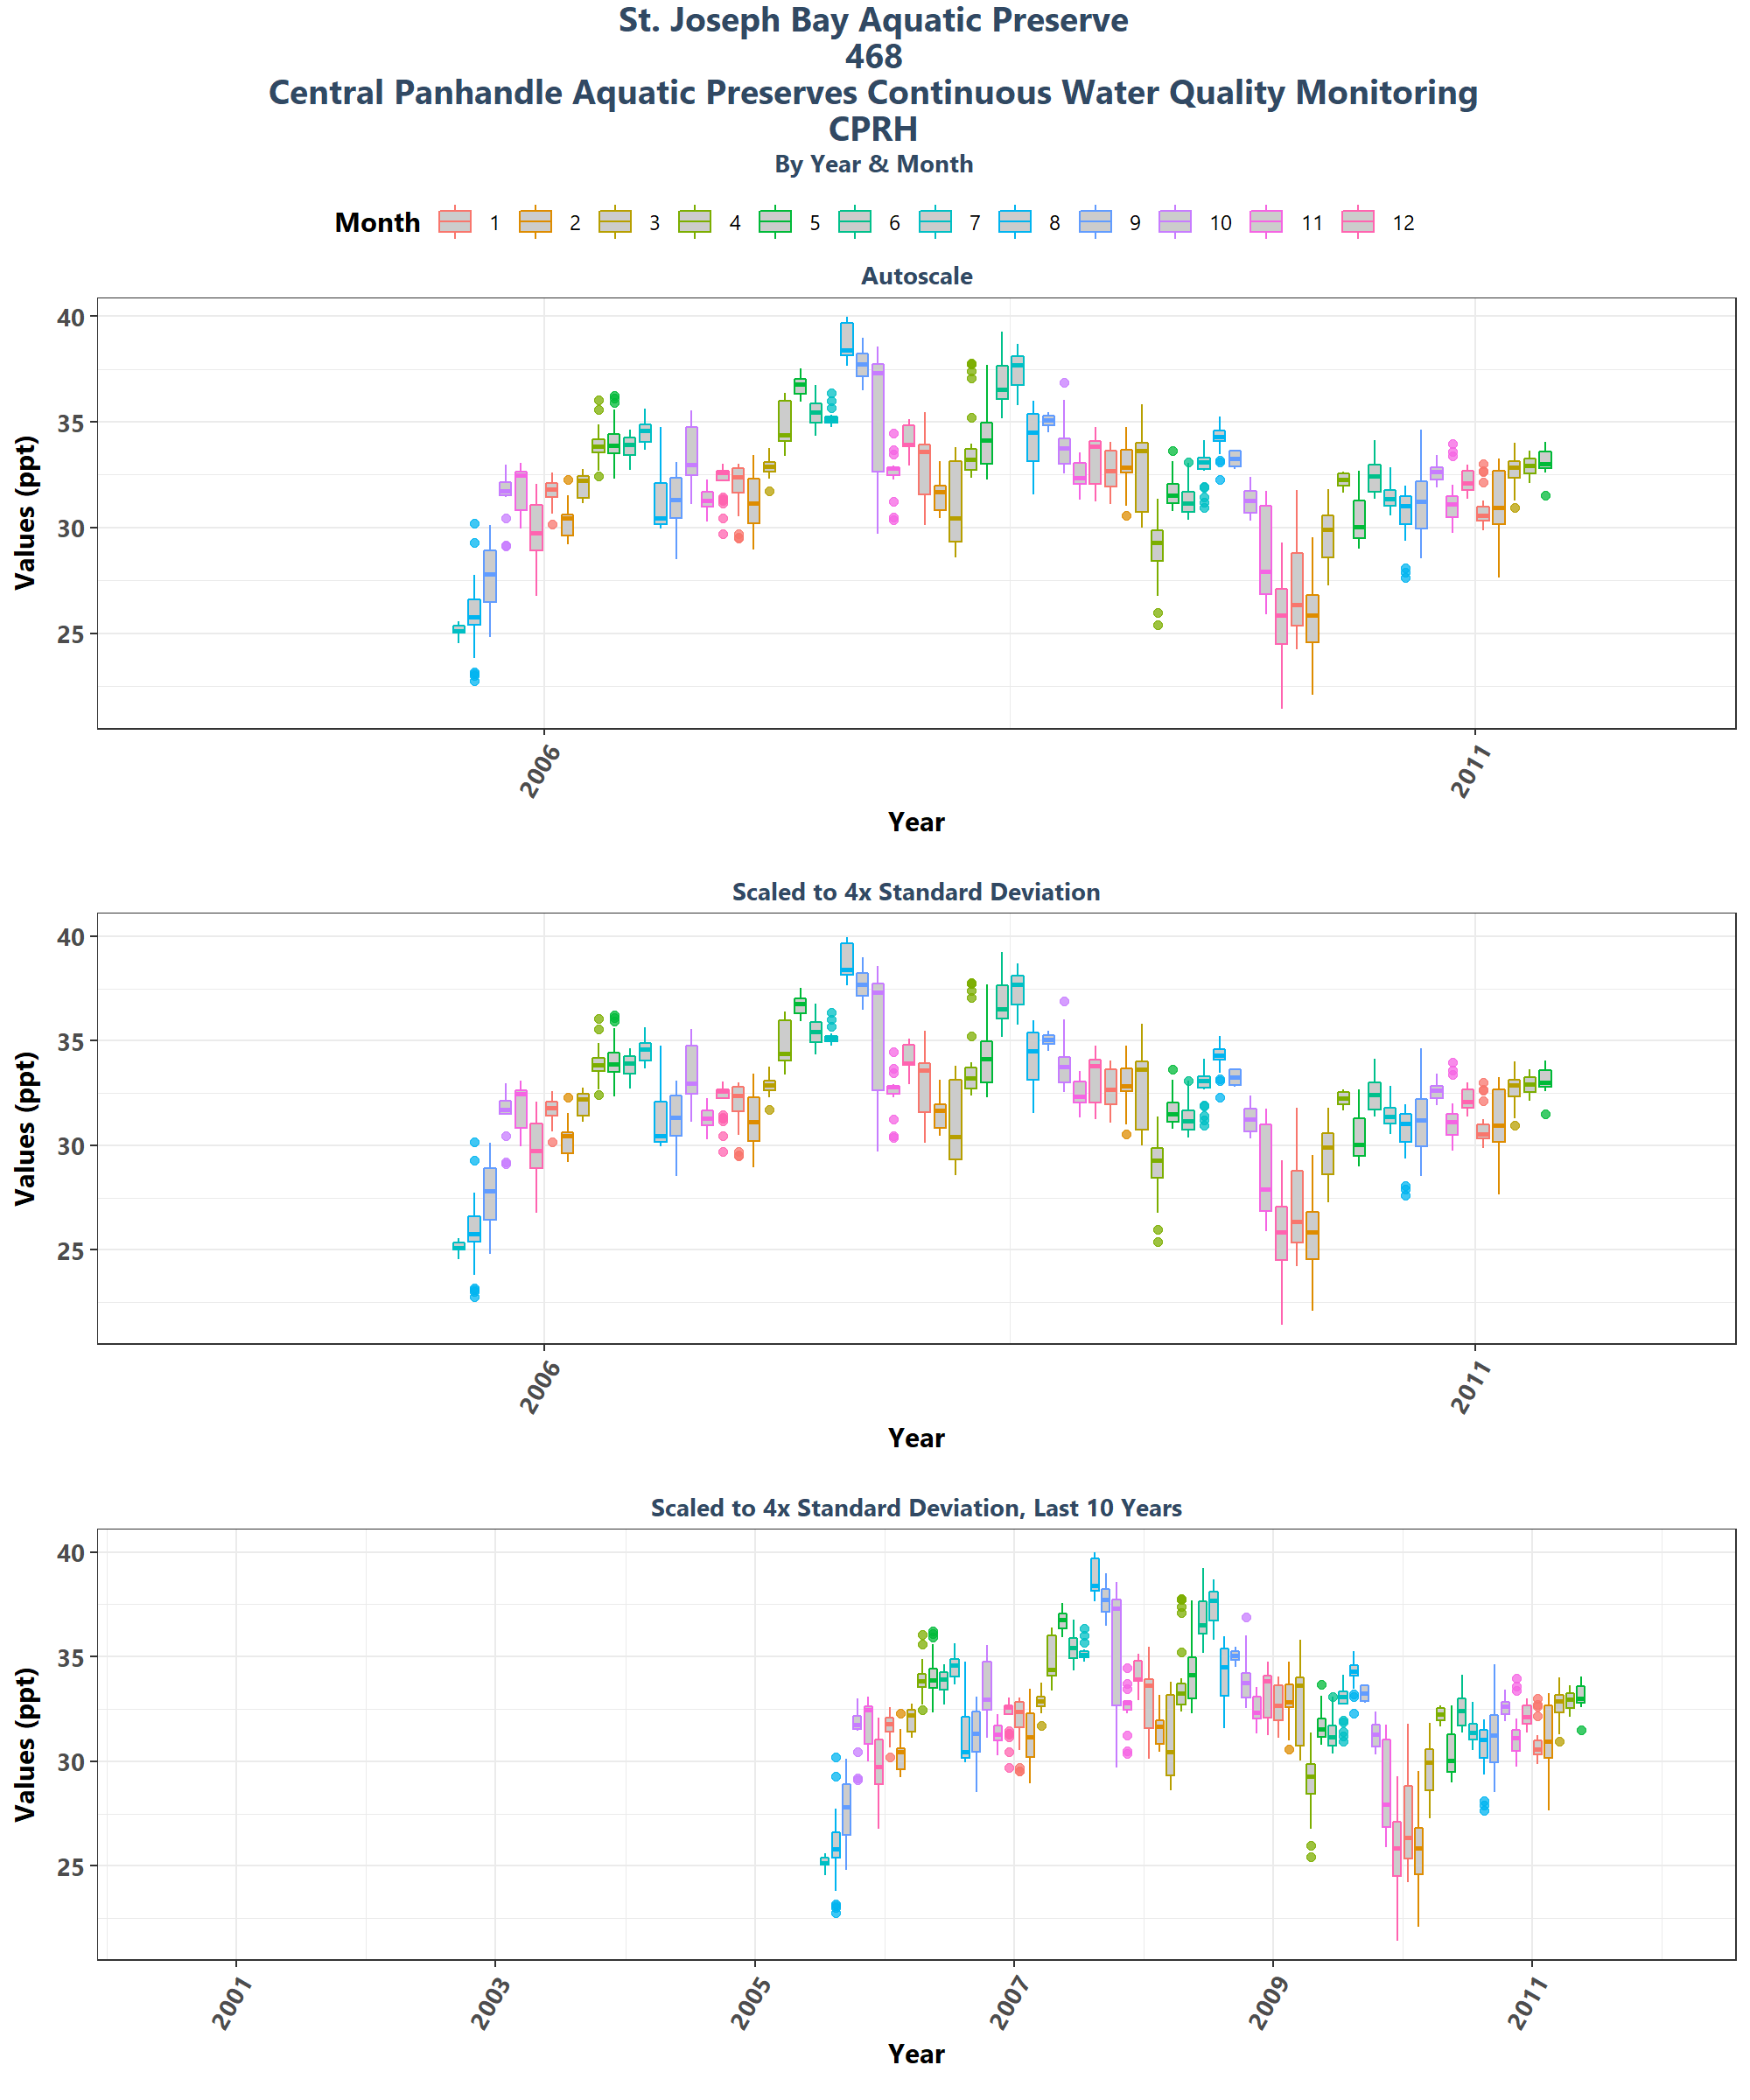 St. Joseph Bay Aquatic Preserve
468
Central Panhandle Aquatic Preserves Continuous Water Quality Monitoring
CPRH
By Year & Month
Month 1 2 3 4 5 6 7 8 9 10 11 12
Autoscale
Values (ppt)
40
35
30
25
2006 2011
Year
Scaled to 4x Standard Deviation
Values (ppt)
40
35
30
25
2006 2011
Year
Scaled to 4x Standard Deviation, Last 10 Years
Values (ppt)
40
35
30
25
2001 2003 2005 2007 2009 2011
Year